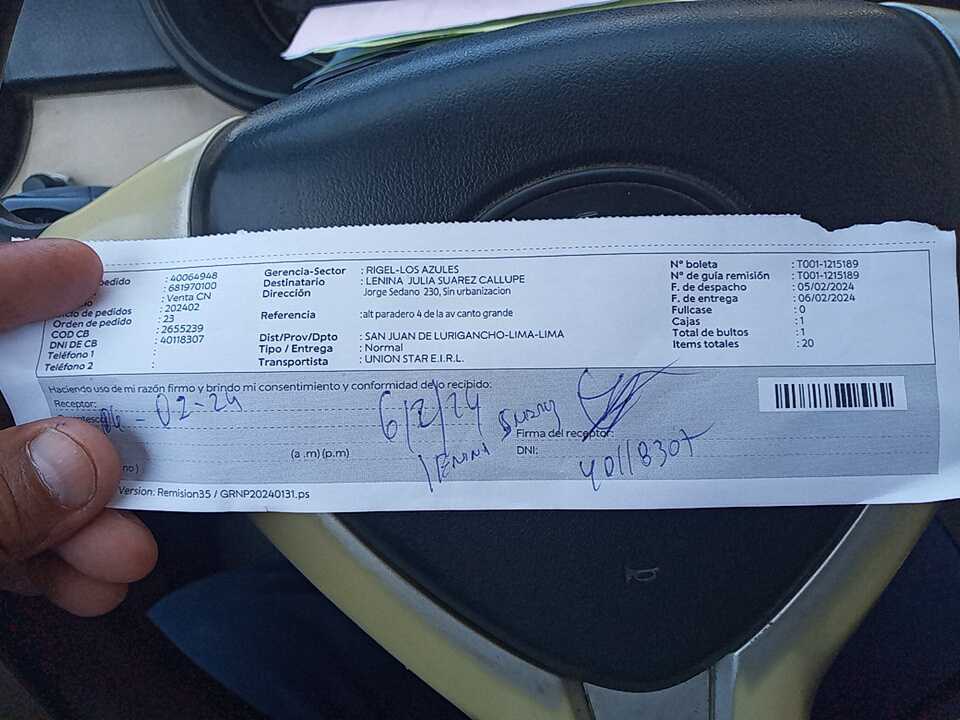 pedido : 40064948
: 681970100
: Venta CN
de pedidos : 202402
Orden de pedido : 23
COD CB : 2655239
DNI DE CB : 40118307
Teléfono 1 :
Teléfono 2 :
Gerencia-Sector : RIGEL-LOS AZULES
Destinatario : LENINA JULIA SUAREZ CALLUPE
Dirección Jorge Sedano 230, Sin urbanizacion
Referencia :alt paradero 4 de la av canto grande
Dist/Prov/Dpto : SAN JUAN DE LURIGANCHO-LIMA-LIMA
Tipo / Entrega : Normal
Transportista : UNION STAR E.I.R.L.
N° boleta : T001-1215189
N° de guía remisión : T001-1215189
F. de despacho : 05/02/2024
F. de entrega : 06/02/2024
Fullcase : 0
Cajas : 1
Total de bultos : 1
Items totales : 20
Haciendo uso de mi razón firmo y brindo mi consentimiento y conformidad de lo recibido:
Receptor:
06 - 02-24
6/2/24
LENINA Suarez
Firma del receptor:
(a .m) (p.m)
DNI: 40118307
no )
Version: Remision35 / GRNP20240131.ps